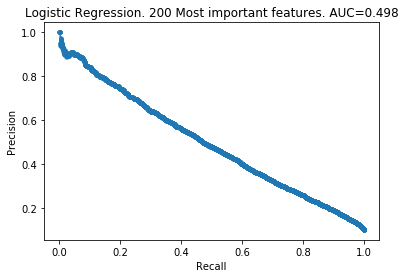 Logistic Regression. 200 Most important features. AUC=0.498
1.0
0.8
0.6
0.4
0.2
Precision
0.0 0.2 0.4 0.6 0.8 1.0
Recall